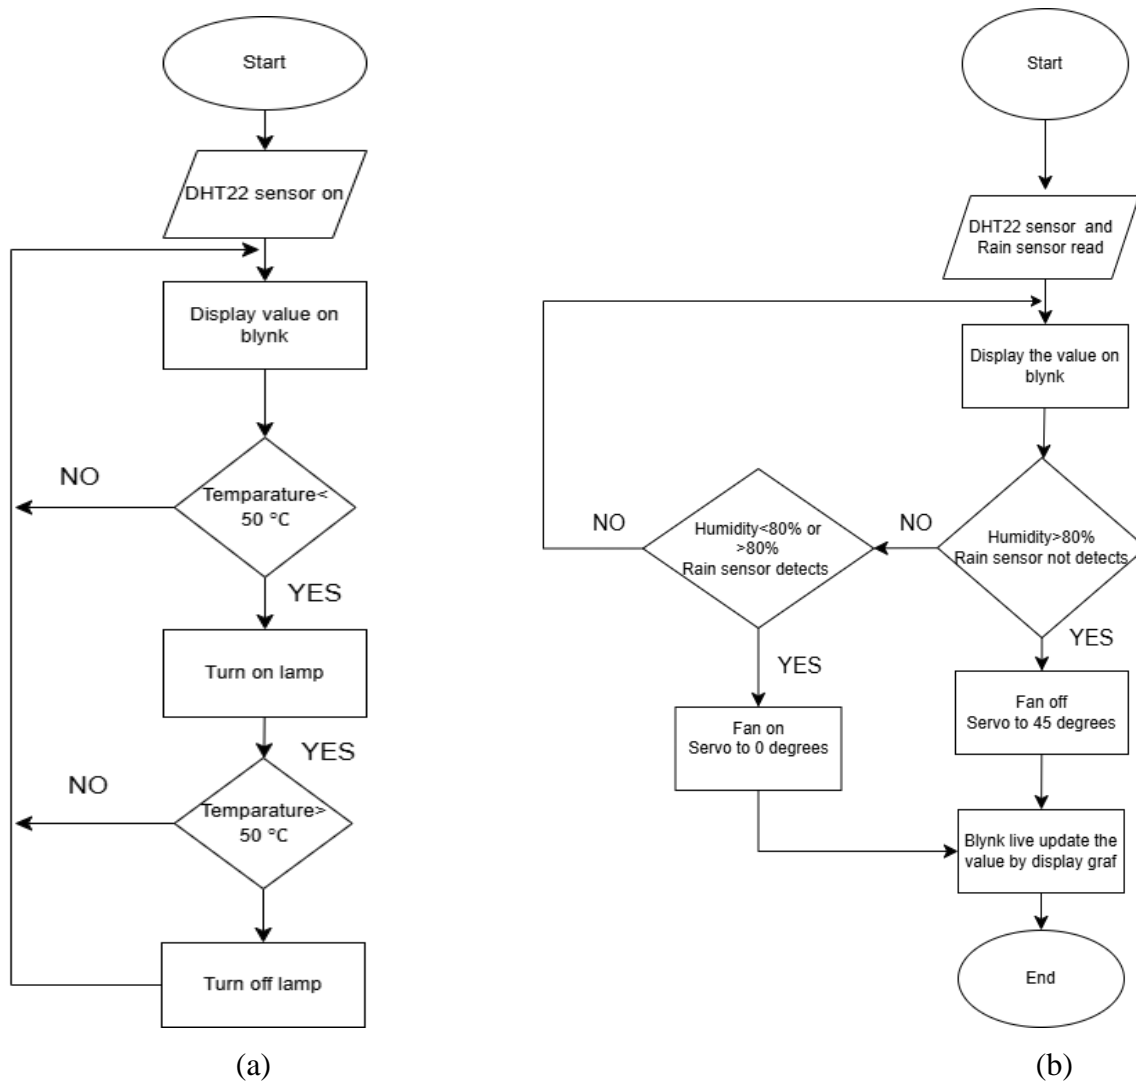 Start
DHT22 sensor on
Display value on
blynk
NO
Temparature<
50 °C
YES
Turn on lamp
YES
NO
Temparature>
50 °C
Turn off lamp
(a)
Start
DHT22 sensor and
Rain sensor read
Display the value on
blynk
NO
Humidity<80% or
>80%
Rain sensor detects
NO
Humidity>80%
Rain sensor not detects
YES
YES
Fan on
Servo to 0 degrees
Fan off
Servo to 45 degrees
Blynk live update the
value by display graf
End
(b)